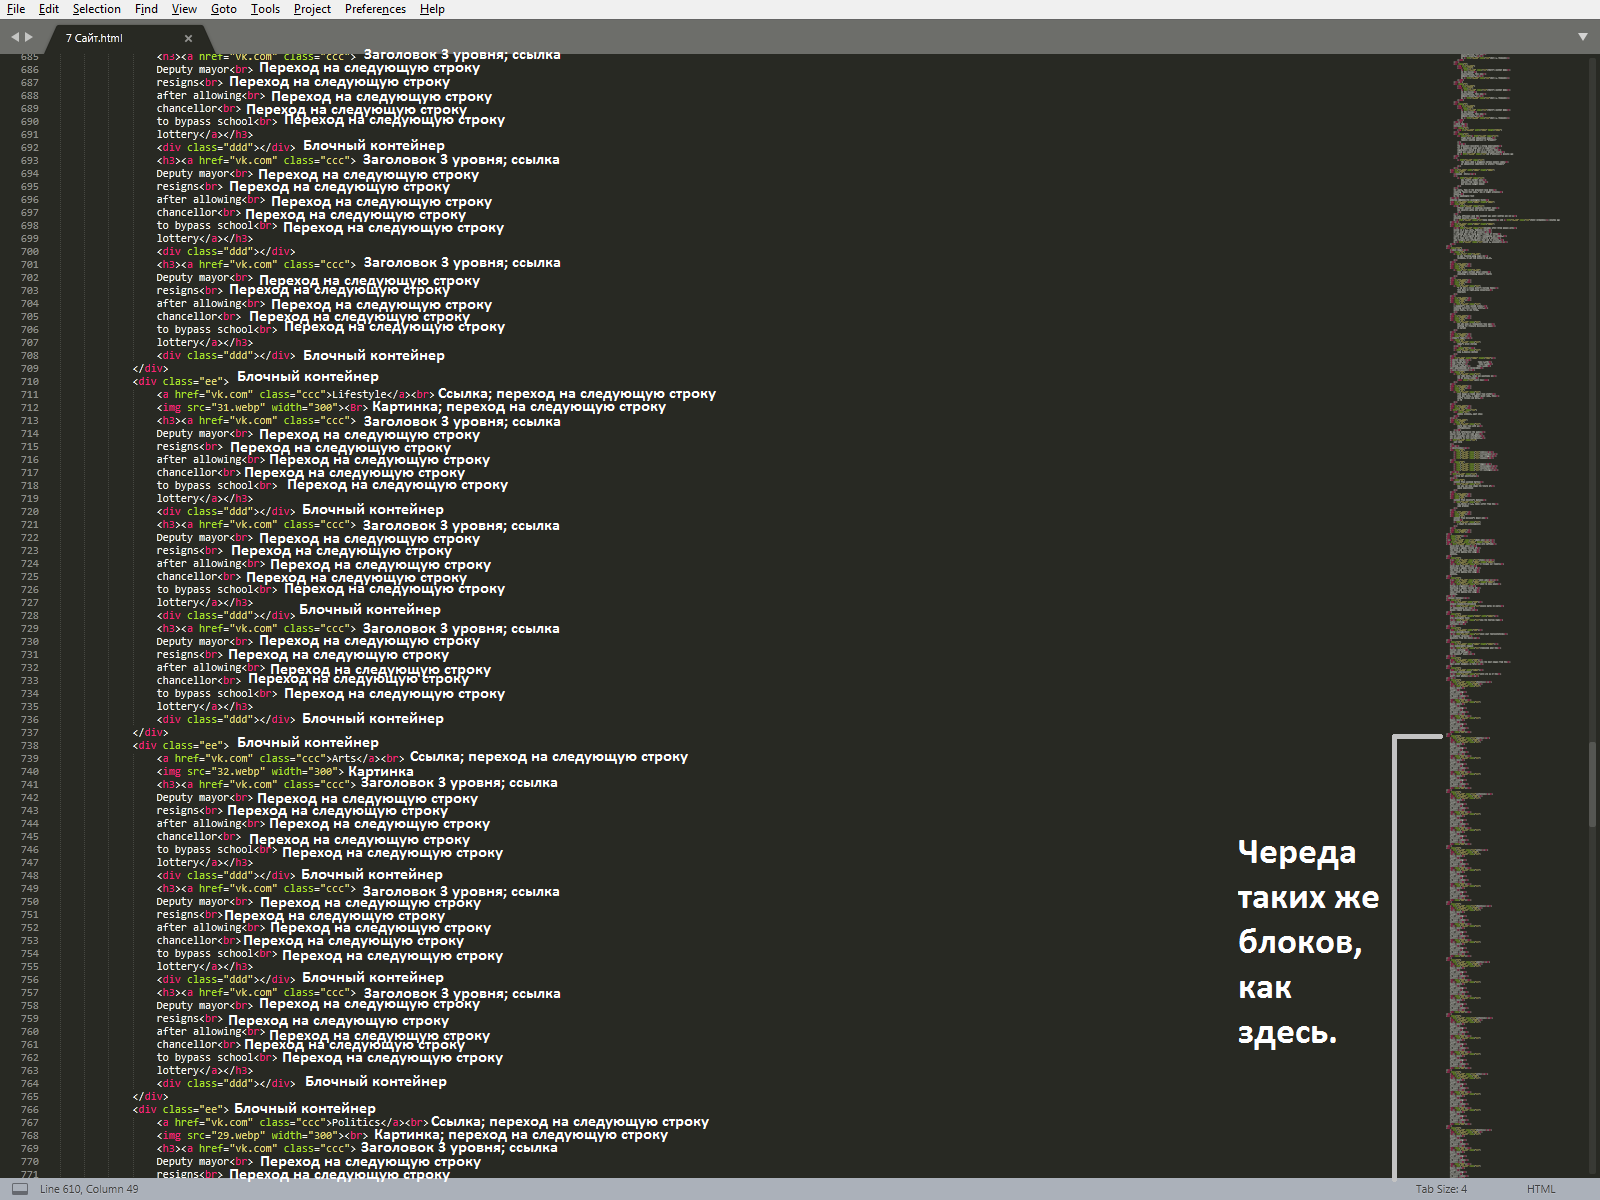 File Edit Selection Find View Goto Tools Project Preferences Help
7 Сайт.html
685 <h3><a href="vk.com" class="ccc"> Заголовок 3 уровня; ссылка
686 Deputy mayor<br> Переход на следующую строку
687 resigns<br> Переход на следующую строку
688 after allowing<br> Переход на следующую строку
689 chancellor<br> Переход на следующую строку
690 to bypass school<br> Переход на следующую строку
691 lottery</a></h3>
692 <div class="ddd"></div> Блочный контейнер
693 <h3><a href="vk.com" class="ccc"> Заголовок 3 уровня; ссылка
694 Deputy mayor<br> Переход на следующую строку
695 resigns<br> Переход на следующую строку
696 after allowing<br> Переход на следующую строку
697 chancellor<br> Переход на следующую строку
698 to bypass school<br> Переход на следующую строку
699 lottery</a></h3>
700 <div class="ddd"></div>
701 <h3><a href="vk.com" class="ccc"> Заголовок 3 уровня; ссылка
702 Deputy mayor<br> Переход на следующую строку
703 resigns<br> Переход на следующую строку
704 after allowing<br> Переход на следующую строку
705 chancellor<br> Переход на следующую строку
706 to bypass school<br> Переход на следующую строку
707 lottery</a></h3>
708 <div class="ddd"></div> Блочный контейнер
709 </div>
710 <div class="ee"> Блочный контейнер
711 <a href="vk.com" class="ccc">Lifestyle</a><br> Ссылка; переход на следующую строку
712 <img src="31.webp" width="300"><Br> Картинка; переход на следующую строку
713 <h3><a href="vk.com" class="ccc"> Заголовок 3 уровня; ссылка
714 Deputy mayor<br> Переход на следующую строку
715 resigns<br> Переход на следующую строку
716 after allowing<br> Переход на следующую строку
717 chancellor<br> Переход на следующую строку
718 to bypass school<br> Переход на следующую строку
719 lottery</a></h3>
720 <div class="ddd"></div> Блочный контейнер
721 <h3><a href="vk.com" class="ccc"> Заголовок 3 уровня; ссылка
722 Deputy mayor<br> Переход на следующую строку
723 resigns<br> Переход на следующую строку
724 after allowing<br> Переход на следующую строку
725 chancellor<br> Переход на следующую строку
726 to bypass school<br> Переход на следующую строку
727 lottery</a></h3>
728 <div class="ddd"></div> Блочный контейнер
729 <h3><a href="vk.com" class="ccc"> Заголовок 3 уровня; ссылка
730 Deputy mayor<br> Переход на следующую строку
731 resigns<br> Переход на следующую строку
732 after allowing<br> Переход на следующую строку
733 chancellor<br> Переход на следующую строку
734 to bypass school<br> Переход на следующую строку
735 lottery</a></h3>
736 <div class="ddd"></div> Блочный контейнер
737 </div>
738 <div class="ee"> Блочный контейнер
739 <a href="vk.com" class="ccc">Arts</a><br> Ссылка; переход на следующую строку
740 <img src="32.webp" width="300"> Картинка
741 <h3><a href="vk.com" class="ccc"> Заголовок 3 уровня; ссылка
742 Deputy mayor<br> Переход на следующую строку
743 resigns<br> Переход на следующую строку
744 after allowing<br> Переход на следующую строку
745 chancellor<br> Переход на следующую строку
746 to bypass school<br> Переход на следующую строку
747 lottery</a></h3>
748 <div class="ddd"></div> Блочный контейнер
749 <h3><a href="vk.com" class="ccc"> Заголовок 3 уровня; ссылка
750 Deputy mayor<br> Переход на следующую строку
751 resigns<br> Переход на следующую строку
752 after allowing<br> Переход на следующую строку
753 chancellor<br> Переход на следующую строку
754 to bypass school<br> Переход на следующую строку
755 lottery</a></h3>
756 <div class="ddd"></div> Блочный контейнер
757 <h3><a href="vk.com" class="ccc"> Заголовок 3 уровня; ссылка
758 Deputy mayor<br> Переход на следующую строку
759 resigns<br> Переход на следующую строку
760 after allowing<br> Переход на следующую строку
761 chancellor<br> Переход на следующую строку
762 to bypass school<br> Переход на следующую строку
763 lottery</a></h3>
764 <div class="ddd"></div> Блочный контейнер
765 </div>
766 <div class="ee"> Блочный контейнер
767 <a href="vk.com" class="ccc">Politics</a><br> Ссылка; переход на следующую строку
768 <img src="29.webp" width="300"><br> Картинка; переход на следующую строку
769 <h3><a href="vk.com" class="ccc"> Заголовок 3 уровня; ссылка
770 Deputy mayor<br> Переход на следующую строку
771 resigns<br> Переход на следующую строку
Череда
таких же
блоков,
как
здесь.
Line 610, Column 49
Tab Size: 4
HTML